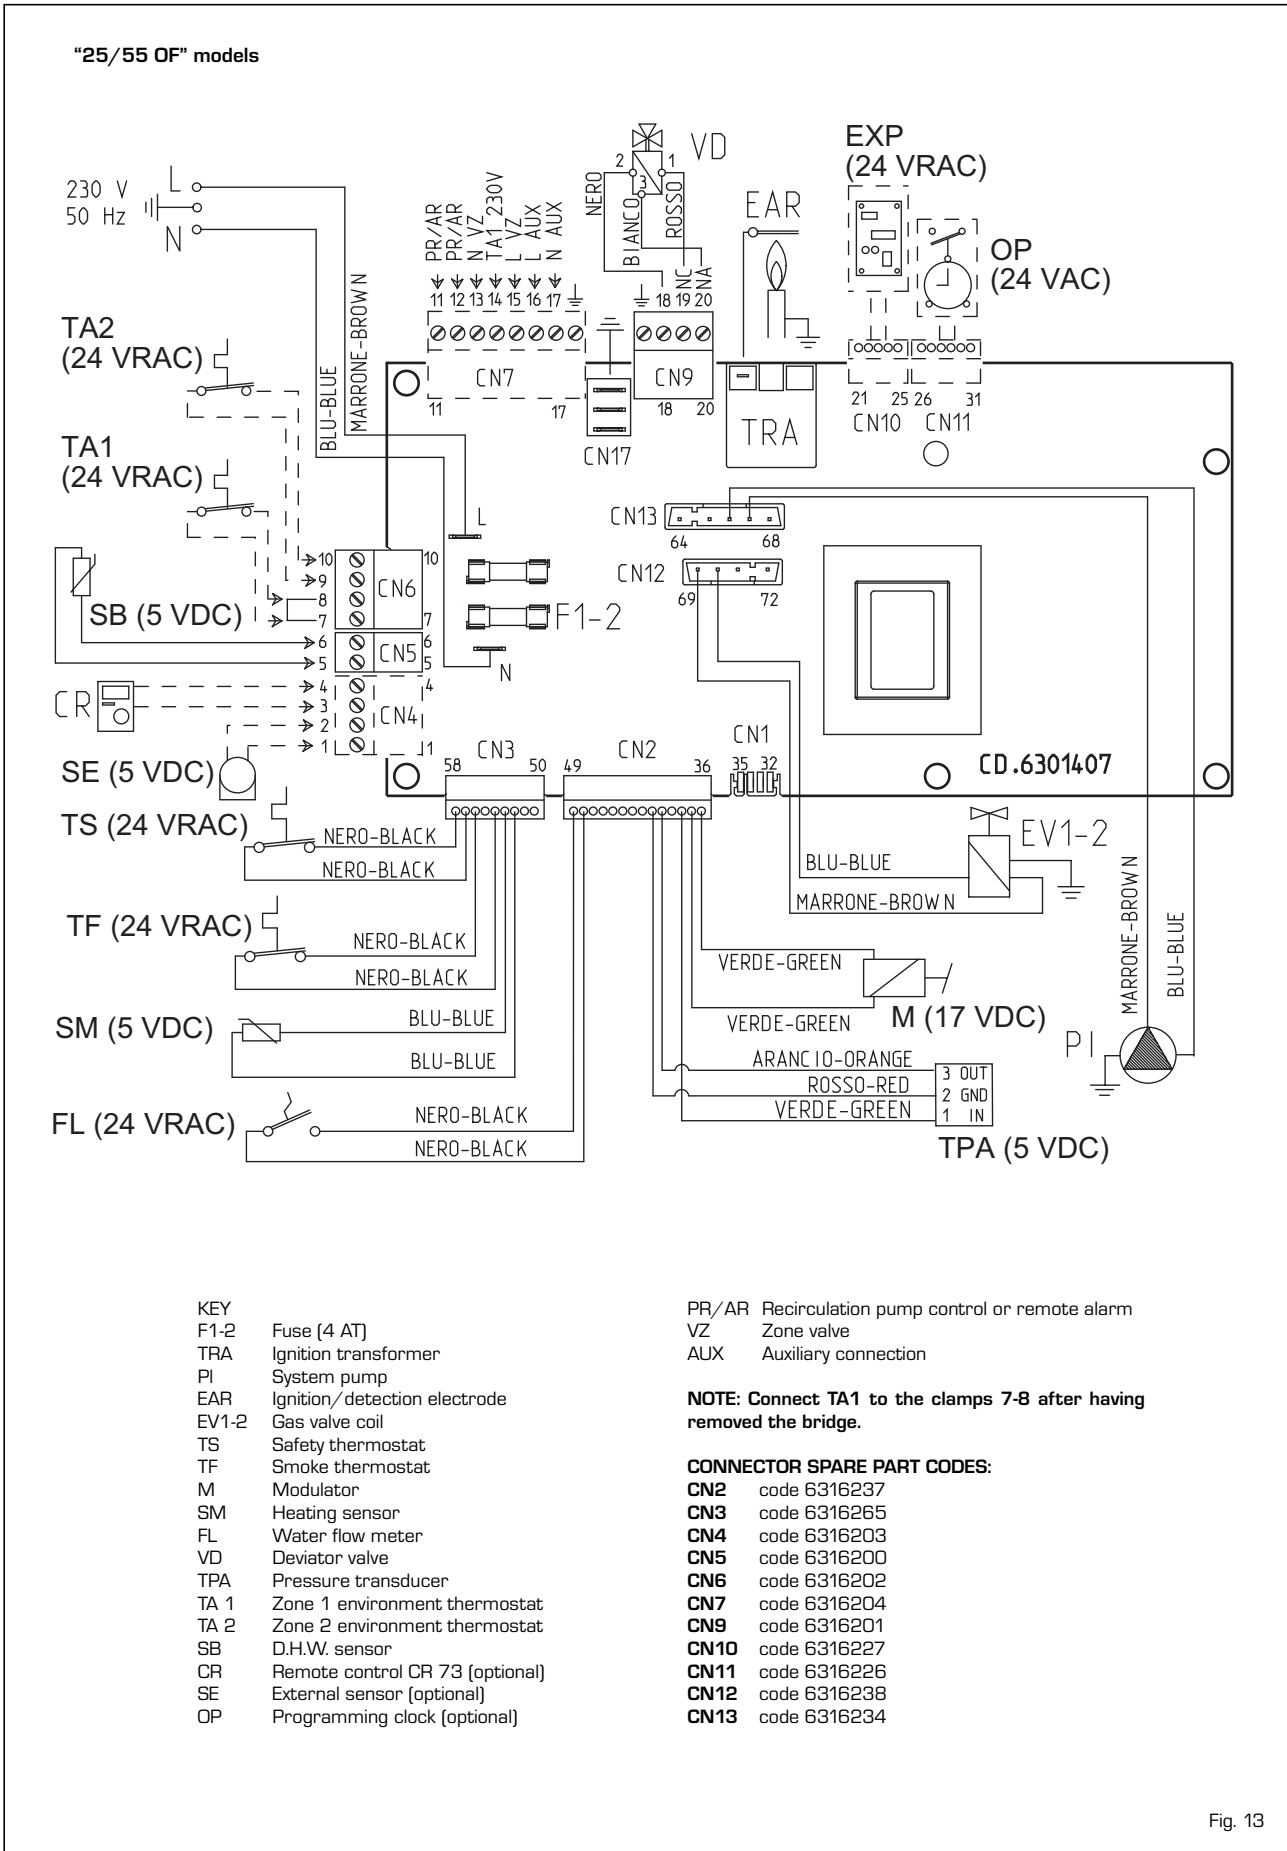 “25/55 OF” models
230 V
50 Hz
L
N
TA2
(24 VRAC)
TA1
(24 VRAC)
BLU-BLUE
MARRONE-BROWN
PR/AR
PR/AR
N VZ
TA1 230V
L VZ
L AUX
N AUX
11 12 13 14 15 16 17
CN7
11 17
CN17
2 1
3
VD
NERO
BIANCO
ROSSO
NC
NA
18 19 20
CN9
18 20
EAR
TRA
EXP
(24 VRAC)
OP
(24 VAC)
21 25 26 31
CN10 CN11
CN13
64 68
CN12
69 72
L
F1-2
N
10
9
8
7
CN6
10
7
6
5
CN5
6
5
4
3
2
1
CN4
4
1
SB (5 VDC)
CR
SE (5 VDC)
CN3
58 50
CN2
49 36
CN1
35 32
CD.6301407
TS (24 VRAC)
NERO-BLACK
NERO-BLACK
TF (24 VRAC)
NERO-BLACK
NERO-BLACK
SM (5 VDC)
BLU-BLUE
BLU-BLUE
FL (24 VRAC)
NERO-BLACK
NERO-BLACK
EV1-2
BLU-BLUE
MARRONE-BROWN
VERDE-GREEN
VERDE-GREEN
M (17 VDC)
MARRONE-BROWN
BLU-BLUE
PI
ARANCIO-ORANGE
ROSSO-RED
VERDE-GREEN
3 OUT
2 GND
1 IN
TPA (5 VDC)
KEY
F1-2 Fuse (4 AT)
TRA Ignition transformer
PI System pump
EAR Ignition/detection electrode
EV1-2 Gas valve coil
TS Safety thermostat
TF Smoke thermostat
M Modulator
SM Heating sensor
FL Water flow meter
VD Deviator valve
TPA Pressure transducer
TA 1 Zone 1 environment thermostat
TA 2 Zone 2 environment thermostat
SB D.H.W. sensor
CR Remote control CR 73 (optional)
SE External sensor (optional)
OP Programming clock (optional)
PR/AR Recirculation pump control or remote alarm
VZ Zone valve
AUX Auxiliary connection
NOTE: Connect TA1 to the clamps 7-8 after having
removed the bridge.
CONNECTOR SPARE PART CODES:
CN2 code 6316237
CN3 code 6316265
CN4 code 6316203
CN5 code 6316200
CN6 code 6316202
CN7 code 6316204
CN9 code 6316201
CN10 code 6316227
CN11 code 6316226
CN12 code 6316238
CN13 code 6316234
Fig. 13